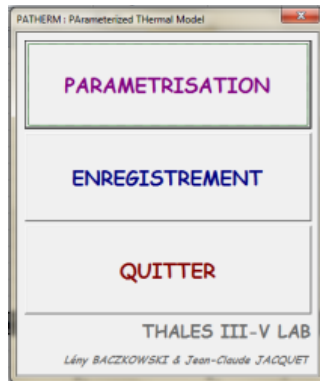 PATHERM : PArameterized THermal Model
PARAMETRISATION
ENREGISTREMENT
QUITTER
THALES III-V LAB
Lény BACZKOWSKI & Jean-Claude JACQUET